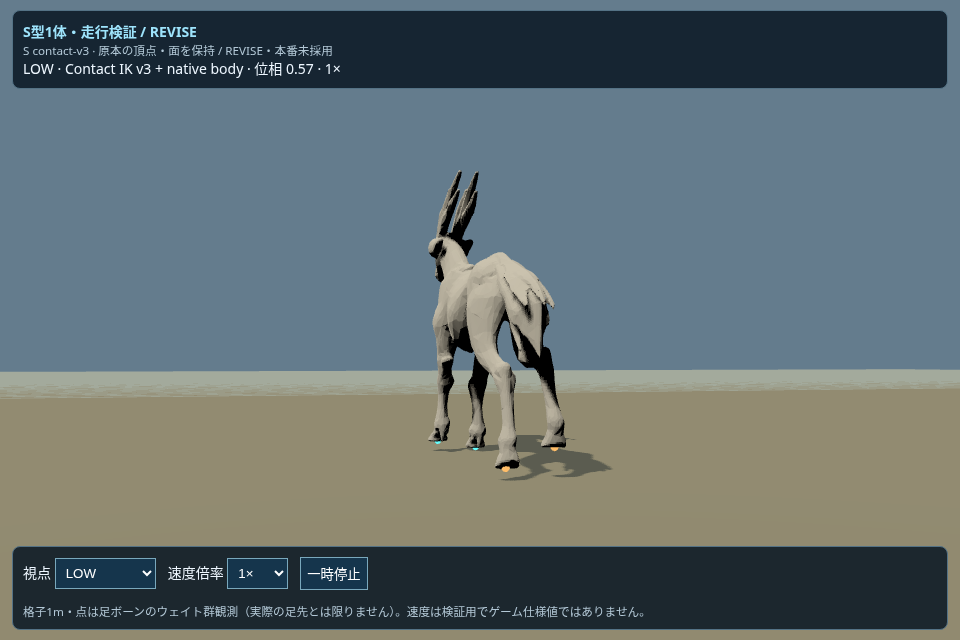 S型1体・走行検証 / REVISE
S contact-v3 · 原本の頂点・面を保持 / REVISE・本番未採用
LOW · Contact IK v3 + native body · 位相 0.57 · 1×
視点 LOW 速度倍率 1× 一時停止
格子1m・点は足ボーンのウェイト群観測（実際の足先とは限りません）。速度は検証用でゲーム仕様値ではありません。